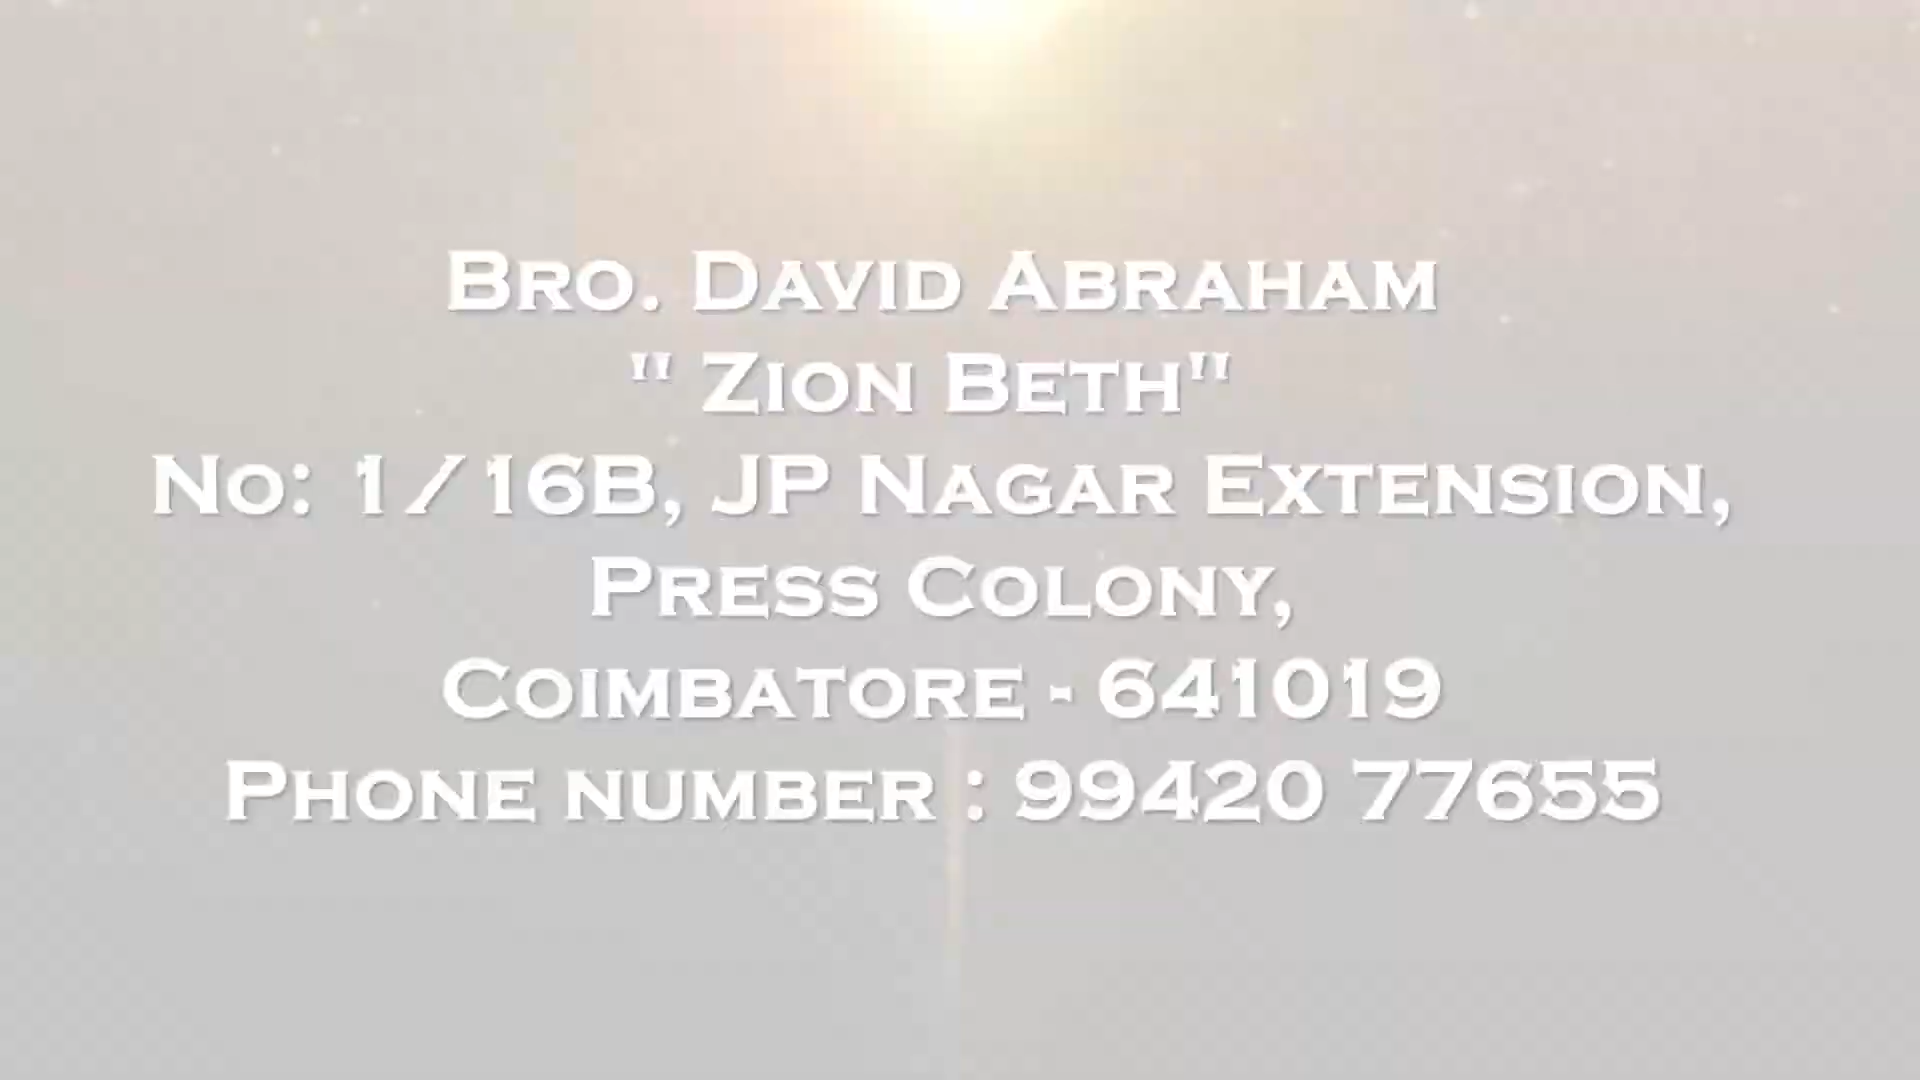 Bro. David Abraham
" Zion Beth"
No: 1/16B, JP Nagar Extension,
Press Colony,
Coimbatore - 641019
Phone number : 99420 77655